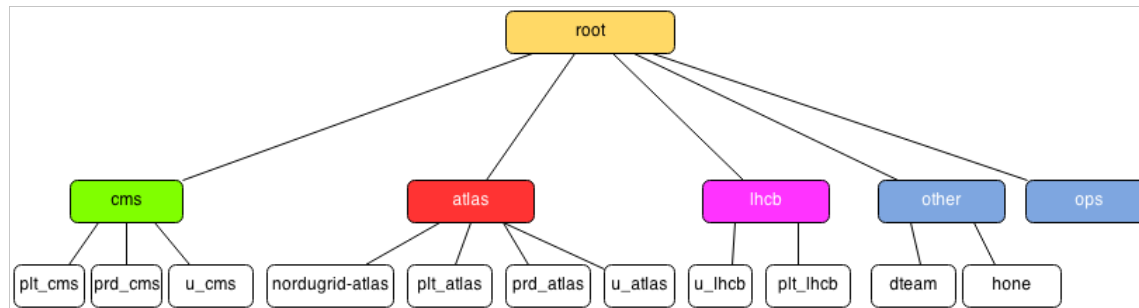 root
cms
atlas
lhcb
other
ops
plt_cms
prd_cms
u_cms
nordugrid-atlas
plt_atlas
prd_atlas
u_atlas
u_lhcb
plt_lhcb
dteam
hone